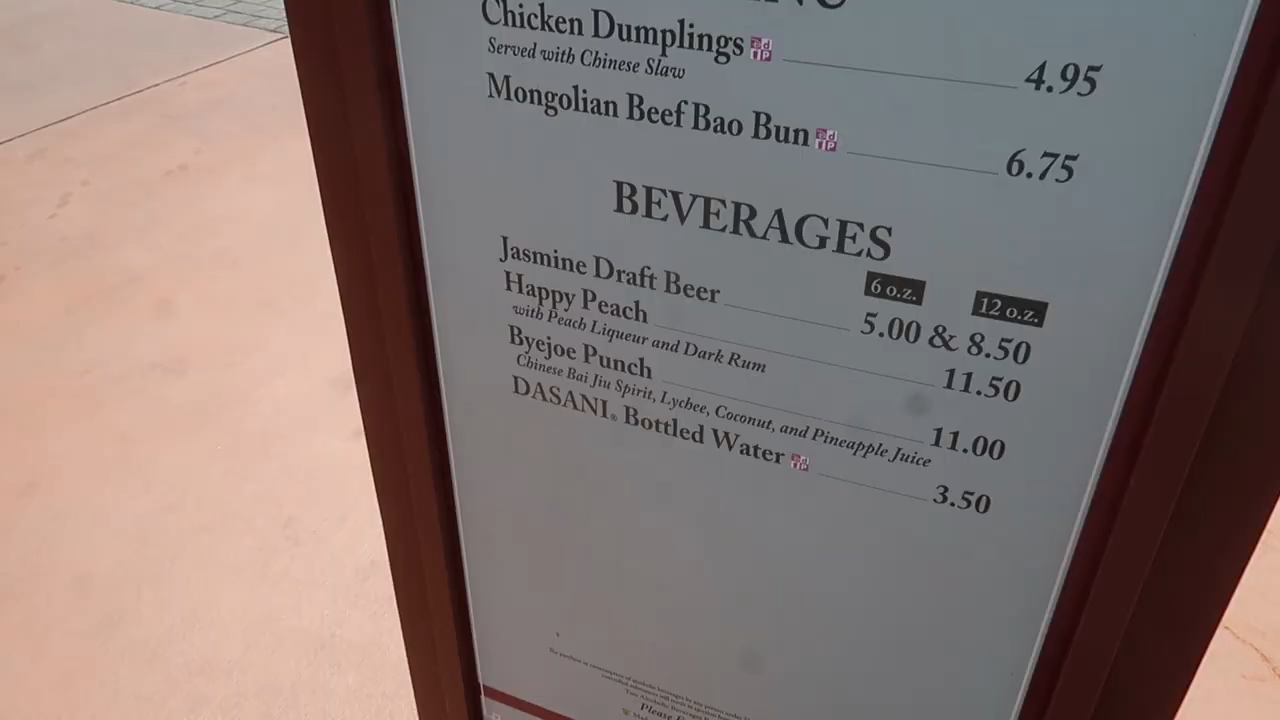 Chicken Dumplings 4.95
Served with Chinese Slaw
Mongolian Beef Bao Bun 6.75
BEVERAGES
6 o.z. 12 o.z.
Jasmine Draft Beer 5.00 & 8.50
Happy Peach 11.50
with Peach Liqueur and Dark Rum
Byejoe Punch 11.00
Chinese Bai Jiu Spirit, Lychee, Coconut, and Pineapple Juice
DASANI® Bottled Water 3.50
Please